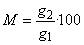 M = g₂/g₁ · 100